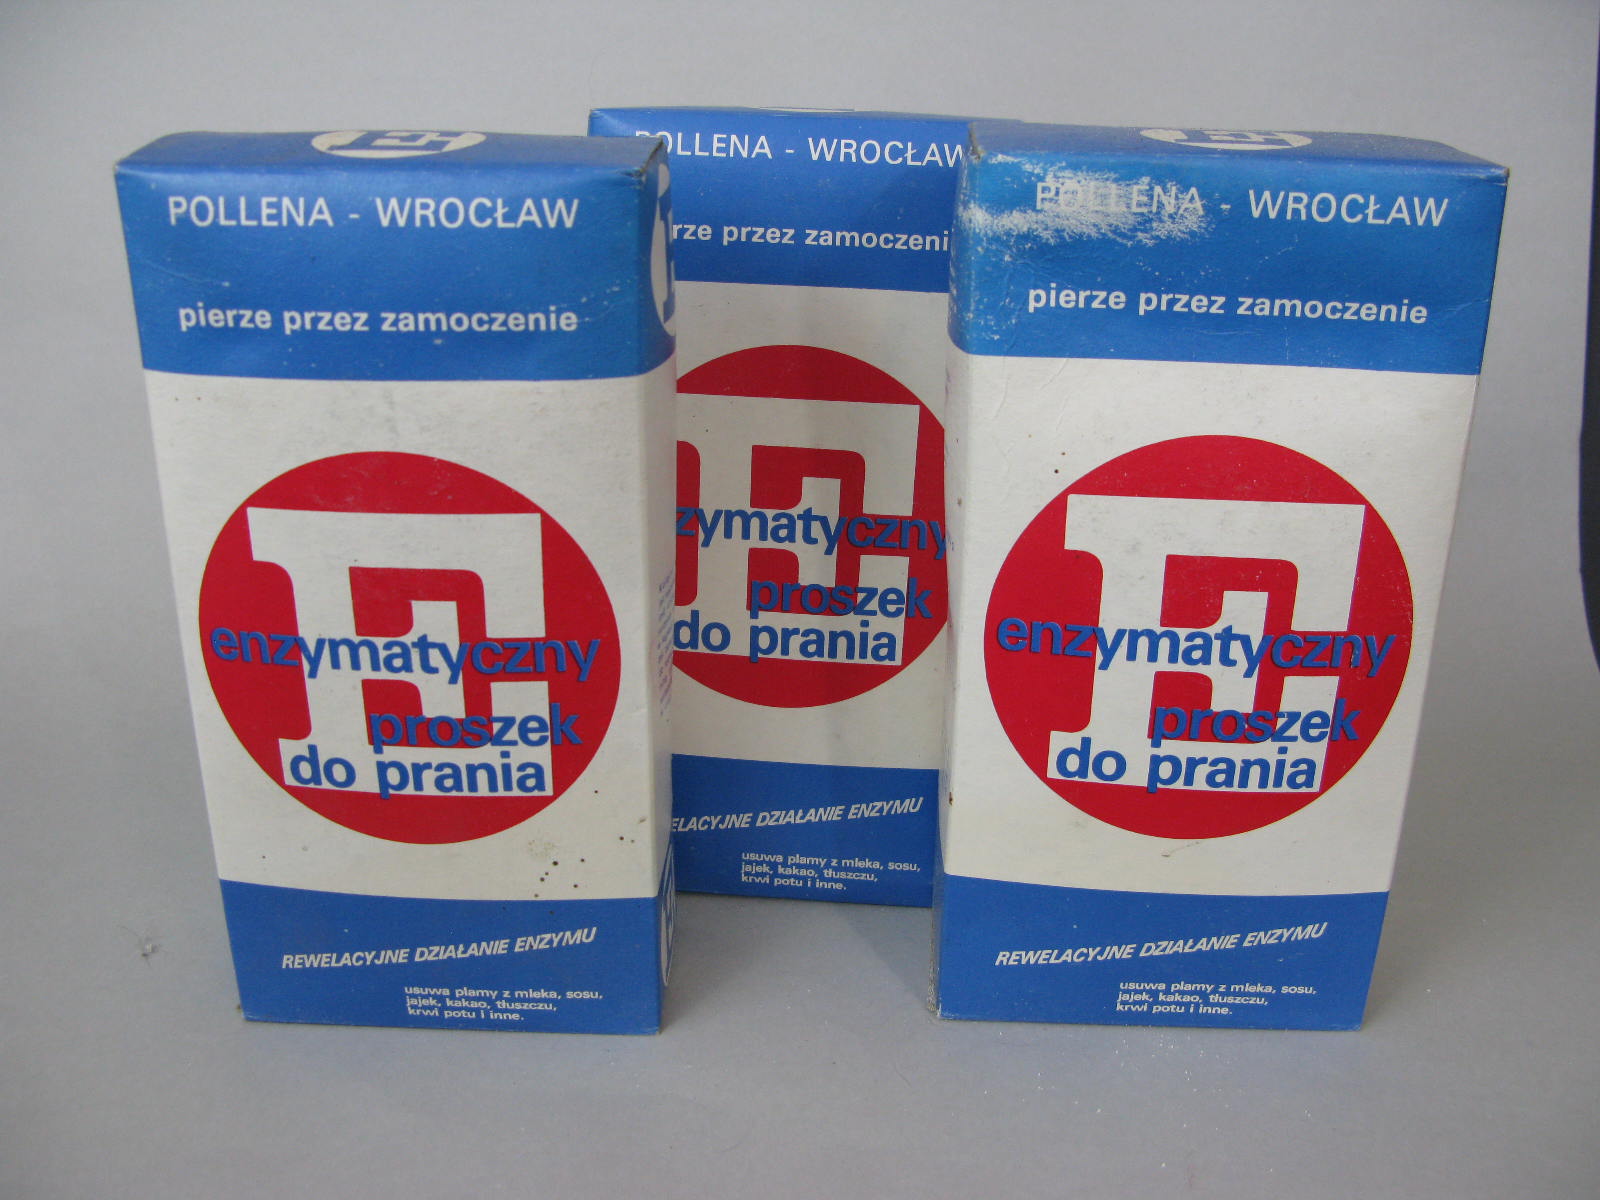 POLLENA - WROCŁAW
pierze przez zamoczenie
E
enzymatyczny
proszek
do prania
REWELACYJNE DZIAŁANIE ENZYMU
usuwa plamy z mleka, sosu,
jajek, kakao, tłuszczu,
krwi potu i inne.
POLLENA - WROCŁAW
rze przez zamoczeni
E
zymatyczny
proszek
do prania
ELACYJNE DZIAŁANIE ENZYMU
usuwa plamy z mleka, sosu,
jajek, kakao, tłuszczu,
krwi potu i inne.
POLLENA - WROCŁAW
pierze przez zamoczenie
E
enzymatyczny
proszek
do prania
REWELACYJNE DZIAŁANIE ENZYMU
usuwa plamy z mleka, sosu,
jajek, kakao, tłuszczu,
krwi potu i inne.